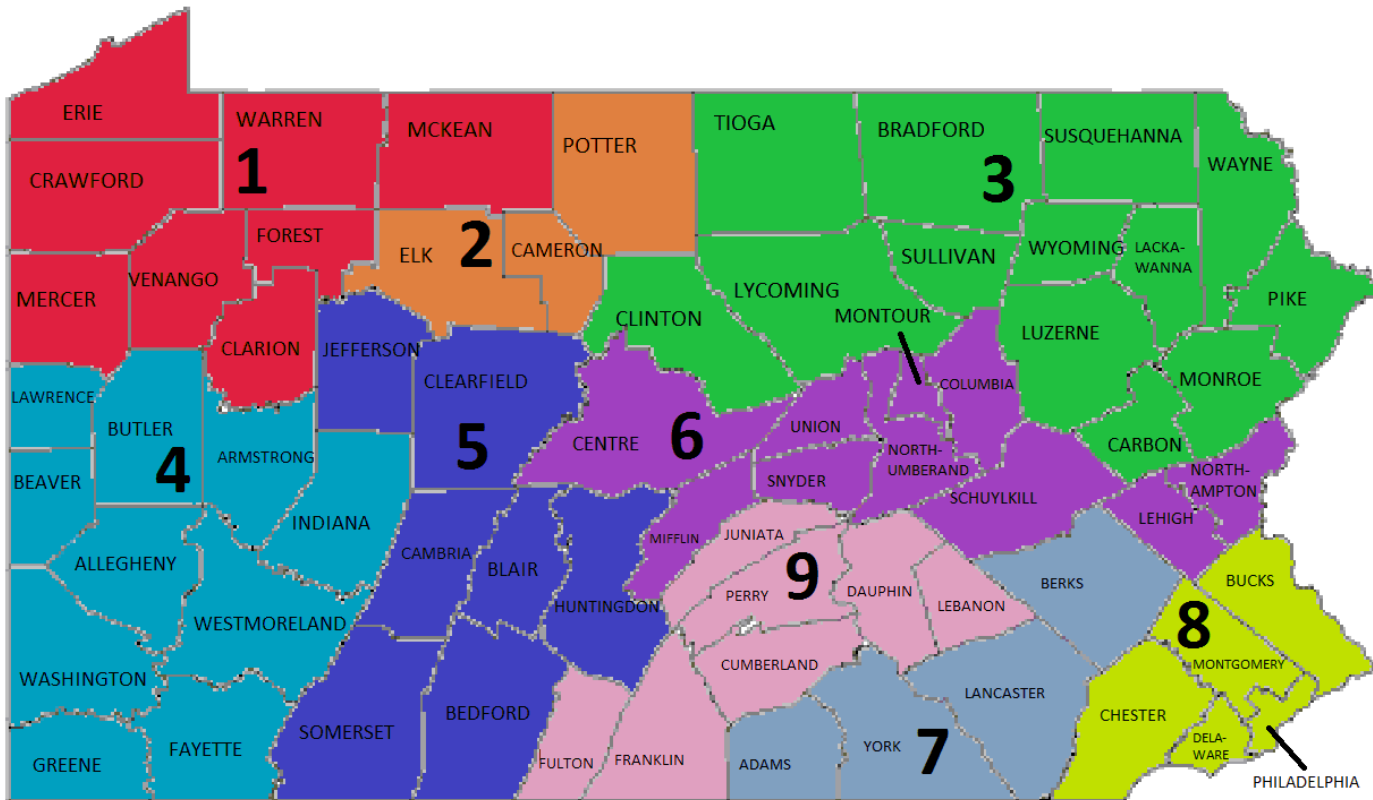 ERIE
WARREN
MCKEAN
POTTER
TIOGA
BRADFORD
SUSQUEHANNA
WAYNE
CRAWFORD
1
3
FOREST
ELK
2
CAMERON
SULLIVAN
WYOMING
LACKA-
WANNA
VENANGO
MERCER
LYCOMING
PIKE
CLINTON
MONTOUR
LUZERNE
CLARION
JEFFERSON
CLEARFIELD
COLUMBIA
MONROE
LAWRENCE
BUTLER
UNION
CENTRE
6
CARBON
4
ARMSTRONG
5
NORTH-
UMBERAND
BEAVER
SNYDER
SCHUYLKILL
NORTH-
AMPTON
INDIANA
LEHIGH
MIFFLIN
JUNIATA
ALLEGHENY
CAMBRIA
BLAIR
9
BERKS
BUCKS
HUNTINGDON
PERRY
DAUPHIN
LEBANON
WESTMORELAND
8
WASHINGTON
CUMBERLAND
MONTGOMERY
LANCASTER
BEDFORD
CHESTER
SOMERSET
FAYETTE
YORK
7
DELA-
WARE
GREENE
FULTON
FRANKLIN
ADAMS
PHILADELPHIA